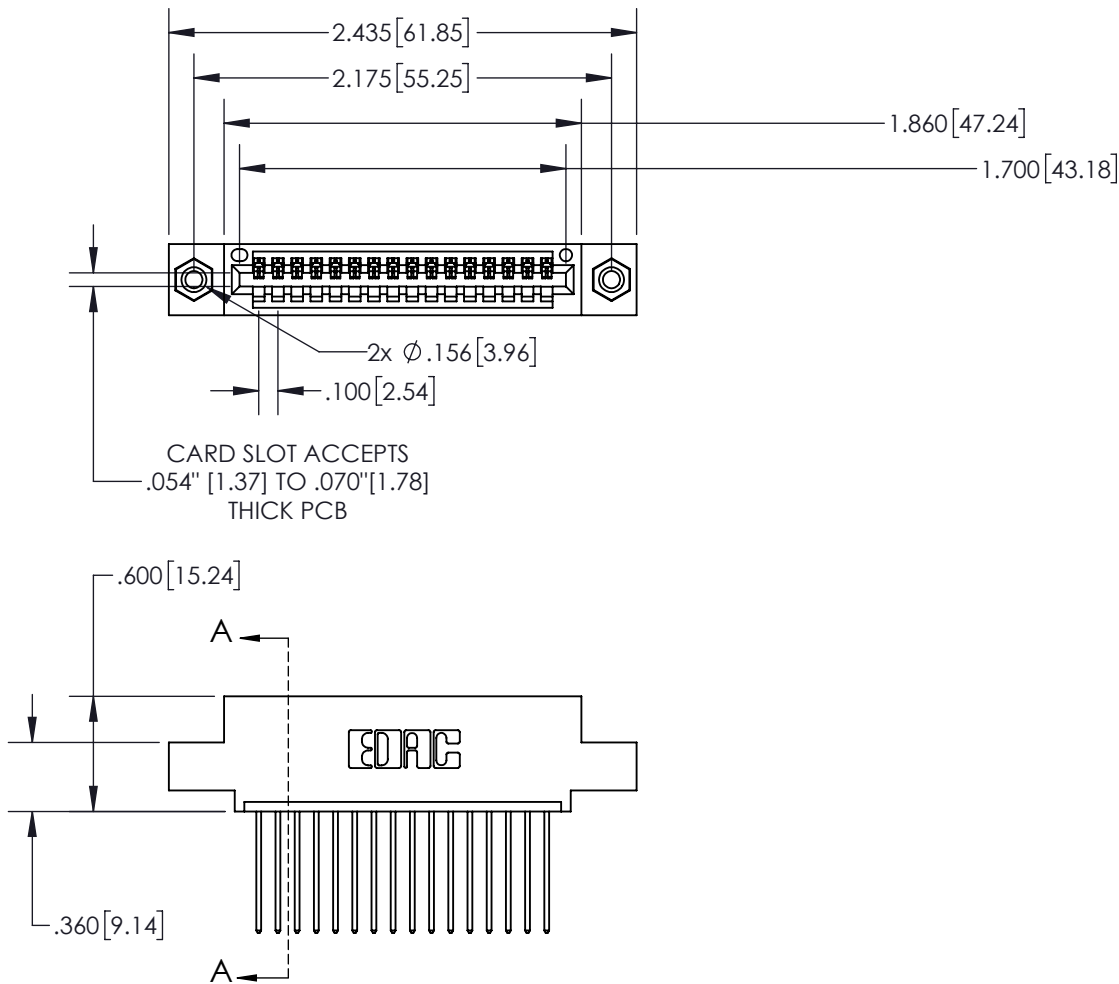 2.435[61.85]
2.175[55.25]
1.860[47.24]
1.700[43.18]
2x ∅.156[3.96]
.100[2.54]
CARD SLOT ACCEPTS
.054" [1.37] TO .070"[1.78]
THICK PCB
.600[15.24]
A
EDAC
.360[9.14]
A